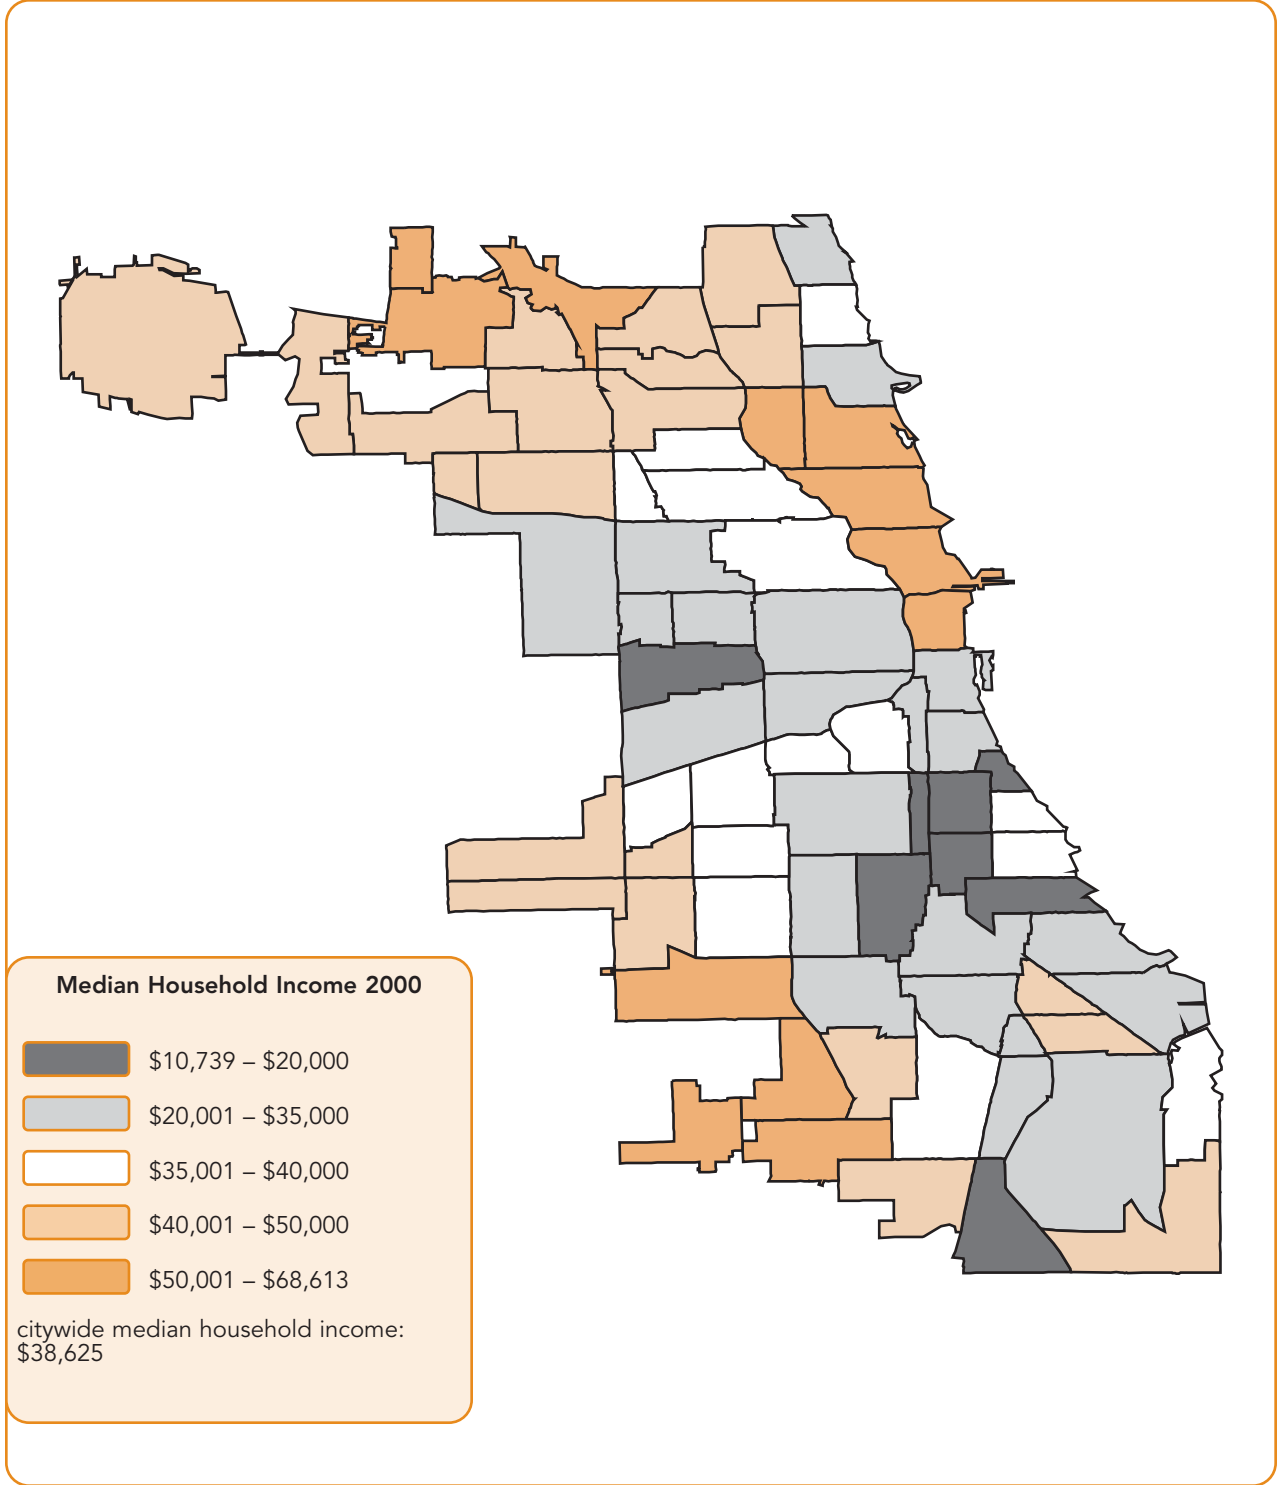 Median Household Income 2000
$10,739 – $20,000
$20,001 – $35,000
$35,001 – $40,000
$40,001 – $50,000
$50,001 – $68,613
citywide median household income:
$38,625